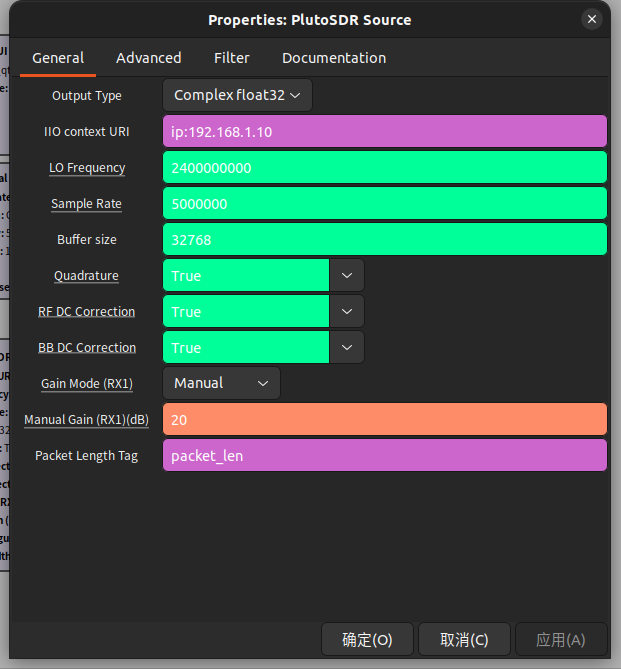 Properties: PlutoSDR Source
General Advanced Filter Documentation
Output Type Complex float32
IIO context URI ip:192.168.1.10
LO Frequency 2400000000
Sample Rate 5000000
Buffer size 32768
Quadrature True
RF DC Correction True
BB DC Correction True
Gain Mode (RX1) Manual
Manual Gain (RX1)(dB) 20
Packet Length Tag packet_len
确定(O) 取消(C) 应用(A)